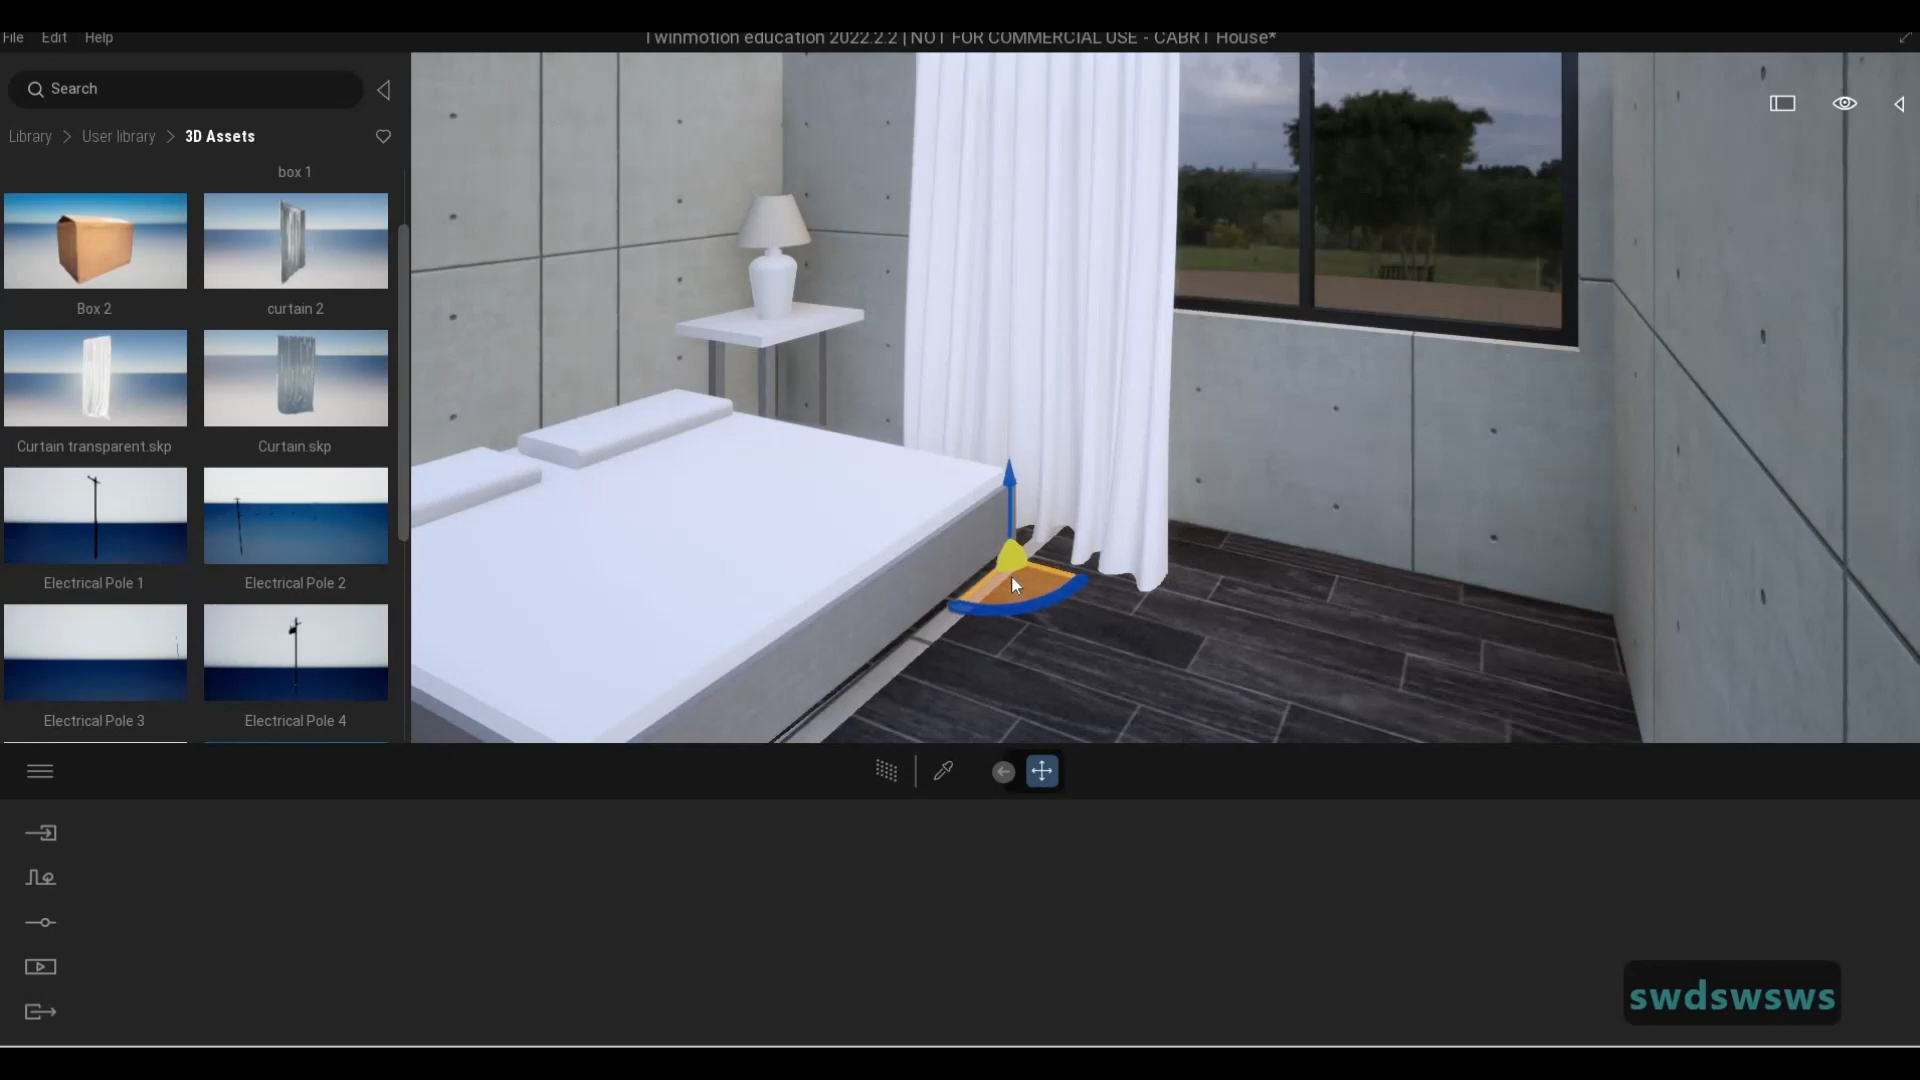 Twinmotion education 2022.2.2 | NOT FOR COMMERCIAL USE - CABRT House*
File Edit Help
Search
Library > User library > 3D Assets
box 1
Box 2
curtain 2
Curtain transparent.skp
Curtain.skp
Electrical Pole 1
Electrical Pole 2
Electrical Pole 3
Electrical Pole 4
swdswsws